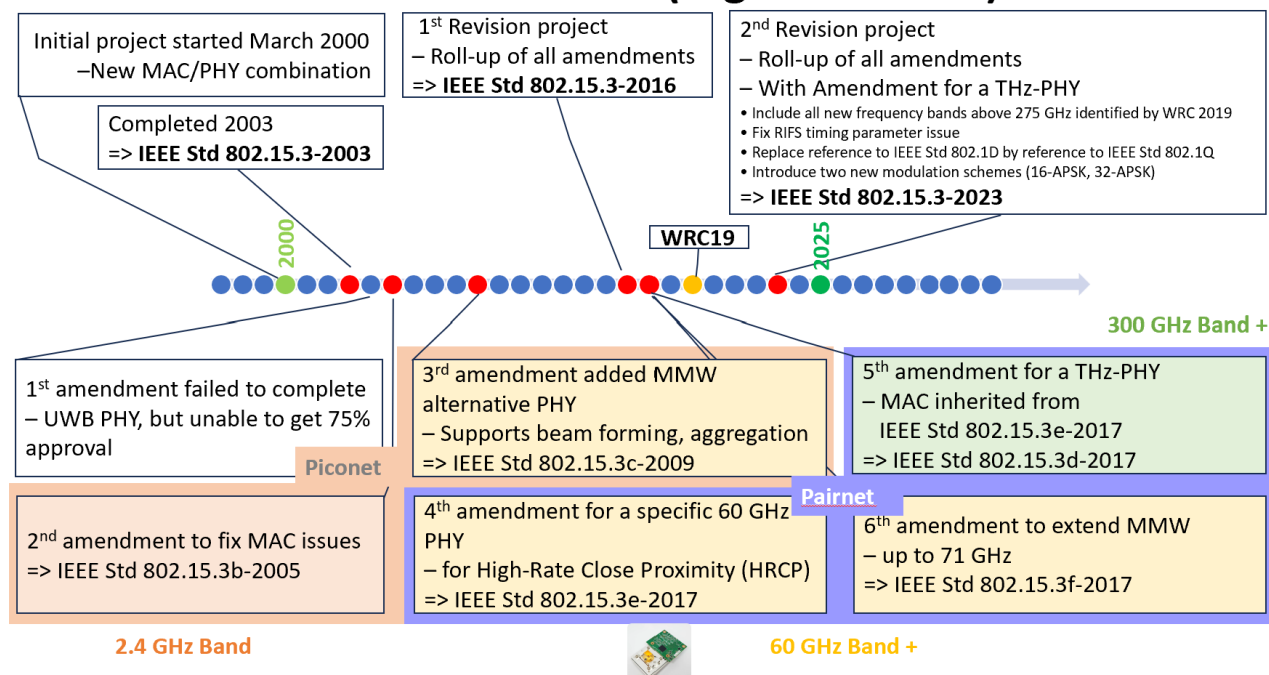 Initial project started March 2000
–New MAC/PHY combination
Completed 2003
=> IEEE Std 802.15.3-2003
1st Revision project
– Roll-up of all amendments
=> IEEE Std 802.15.3-2016
2nd Revision project
– Roll-up of all amendments
– With Amendment for a THz-PHY
• Include all new frequency bands above 275 GHz identified by WRC 2019
• Fix RIFS timing parameter issue
• Replace reference to IEEE Std 802.1D by reference to IEEE Std 802.1Q
• Introduce two new modulation schemes (16-APSK, 32-APSK)
=> IEEE Std 802.15.3-2023
WRC19
2000
2025
300 GHz Band +
1st amendment failed to complete
– UWB PHY, but unable to get 75%
approval
Piconet
2nd amendment to fix MAC issues
=> IEEE Std 802.15.3b-2005
3rd amendment added MMW
alternative PHY
– Supports beam forming, aggregation
=> IEEE Std 802.15.3c-2009
4th amendment for a specific 60 GHz
PHY
– for High-Rate Close Proximity (HRCP)
=> IEEE Std 802.15.3e-2017
5th amendment for a THz-PHY
– MAC inherited from
IEEE Std 802.15.3e-2017
=> IEEE Std 802.15.3d-2017
Pairnet
6th amendment to extend MMW
– up to 71 GHz
=> IEEE Std 802.15.3f-2017
2.4 GHz Band
60 GHz Band +